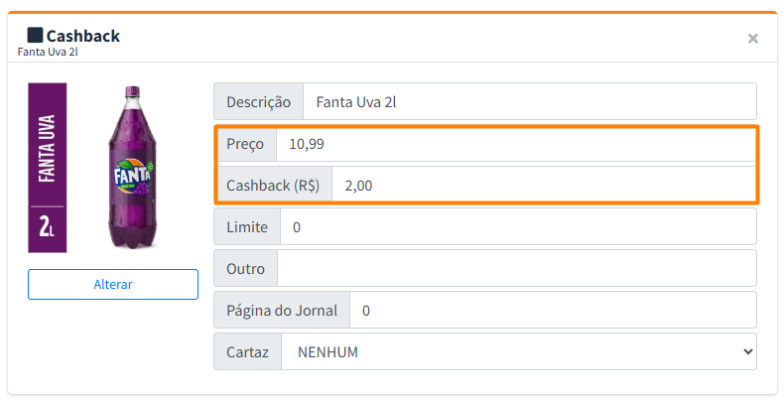 Cashback
Fanta Uva 2l
FANTA UVA
2L
FANTA
Alterar
Descrição Fanta Uva 2l
Preço 10,99
Cashback (R$) 2,00
Limite 0
Outro
Página do Jornal 0
Cartaz NENHUM